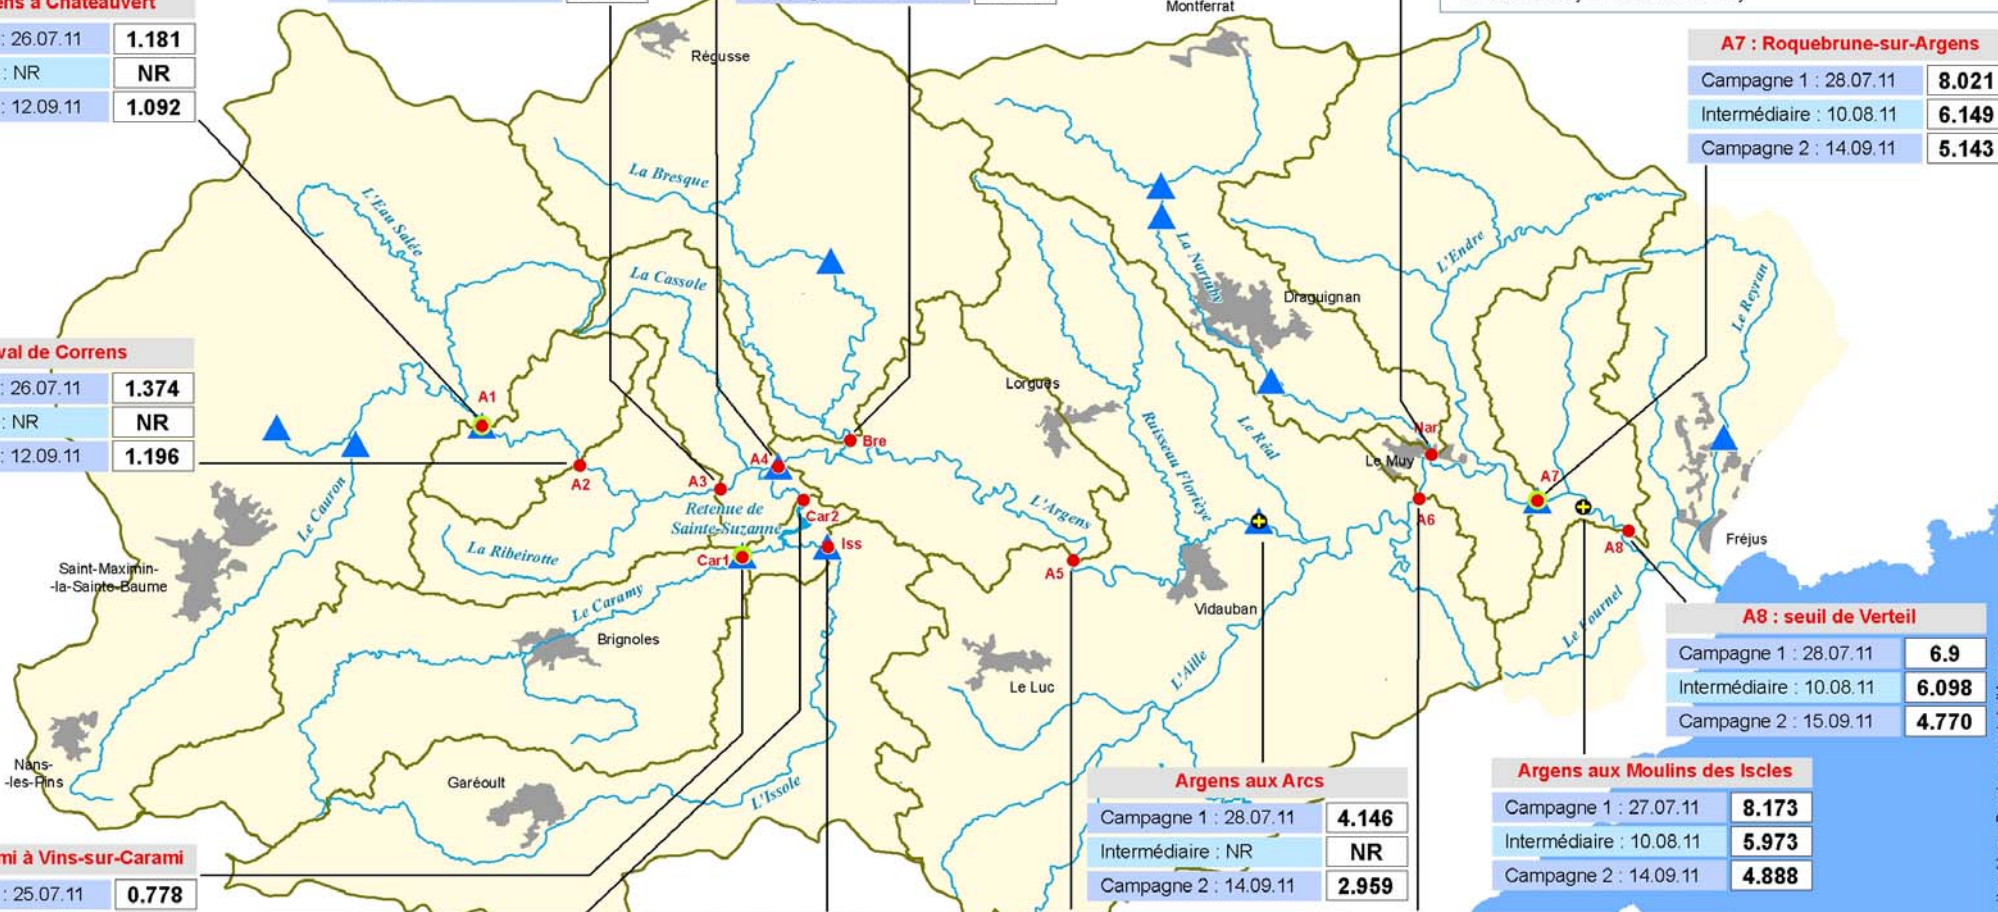 Montferrat
Régusse
ens à Châteauvert
: 26.07.11 1.181
: NR NR
: 12.09.11 1.092
A7 : Roquebrune-sur-Argens
Campagne 1 : 28.07.11 8.021
Intermédiaire : 10.08.11 6.149
Campagne 2 : 14.09.11 5.143
La Bresque
L'Eau Salée
La Cassole
La Nartuby
L'Endre
Le Reyran
Draguignan
val de Correns
: 26.07.11 1.374
: NR NR
: 12.09.11 1.196
A1
Lorgues
Bre
Nar
Le Muy
A4
A2
A3
A7
Ruisseau Florièye
Le Réal
Le Cauron
Retenue de
Sainte-Suzanne
Car2
L'Argens
A6
Iss
A8
Fréjus
La Ribeirotte
Car1
A5
Saint-Maximin-
-la-Sainte-Baume
Le Caramy
Brignoles
Vidauban
Le Fournel
A8 : seuil de Verteil
Campagne 1 : 28.07.11 6.9
Intermédiaire : 10.08.11 6.098
Campagne 2 : 15.09.11 4.770
L'Aille
Le Luc
Nans-
-les-Pins
Garéoult
L'Issole
Argens aux Arcs
Campagne 1 : 28.07.11 4.146
Intermédiaire : NR NR
Campagne 2 : 14.09.11 2.959
Argens aux Moulins des Iscles
Campagne 1 : 27.07.11 8.173
Intermédiaire : 10.08.11 5.973
Campagne 2 : 14.09.11 4.888
mi à Vins-sur-Carami
: 25.07.11 0.778